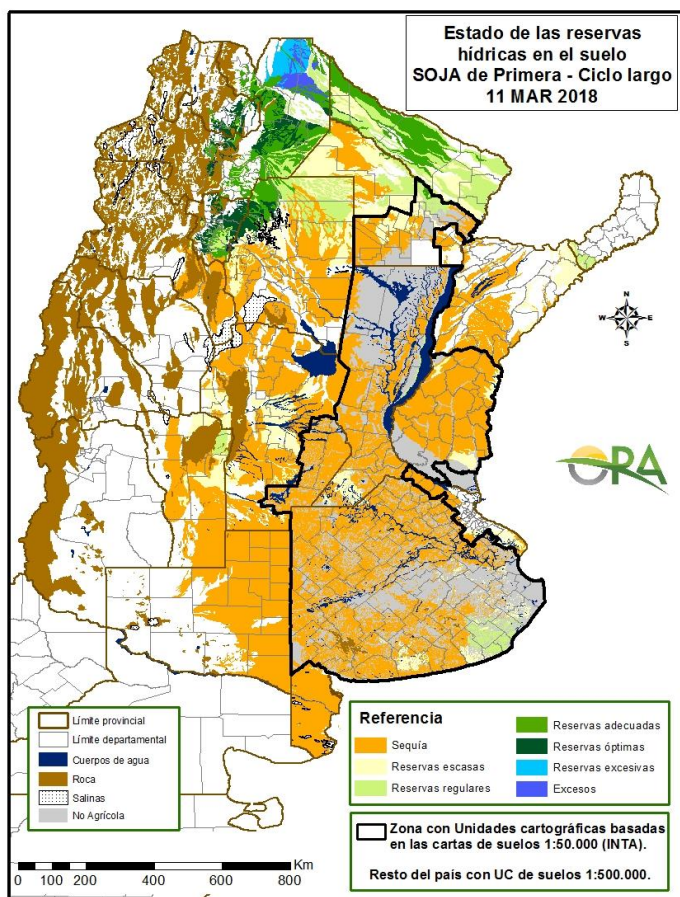 Estado de las reservas
hídricas en el suelo
SOJA de Primera - Ciclo largo
11 MAR 2018
N
W E
S
ORA
Límite provincial
Límite departamental
Cuerpos de agua
Roca
Salinas
No Agrícola
Referencia
Sequía
Reservas escasas
Reservas regulares
Reservas adecuadas
Reservas óptimas
Reservas excesivas
Excesos
Zona con Unidades cartográficas basadas
en las cartas de suelos 1:50.000 (INTA).
Resto del país con UC de suelos 1:500.000.
0 100 200 400 600 800 Km